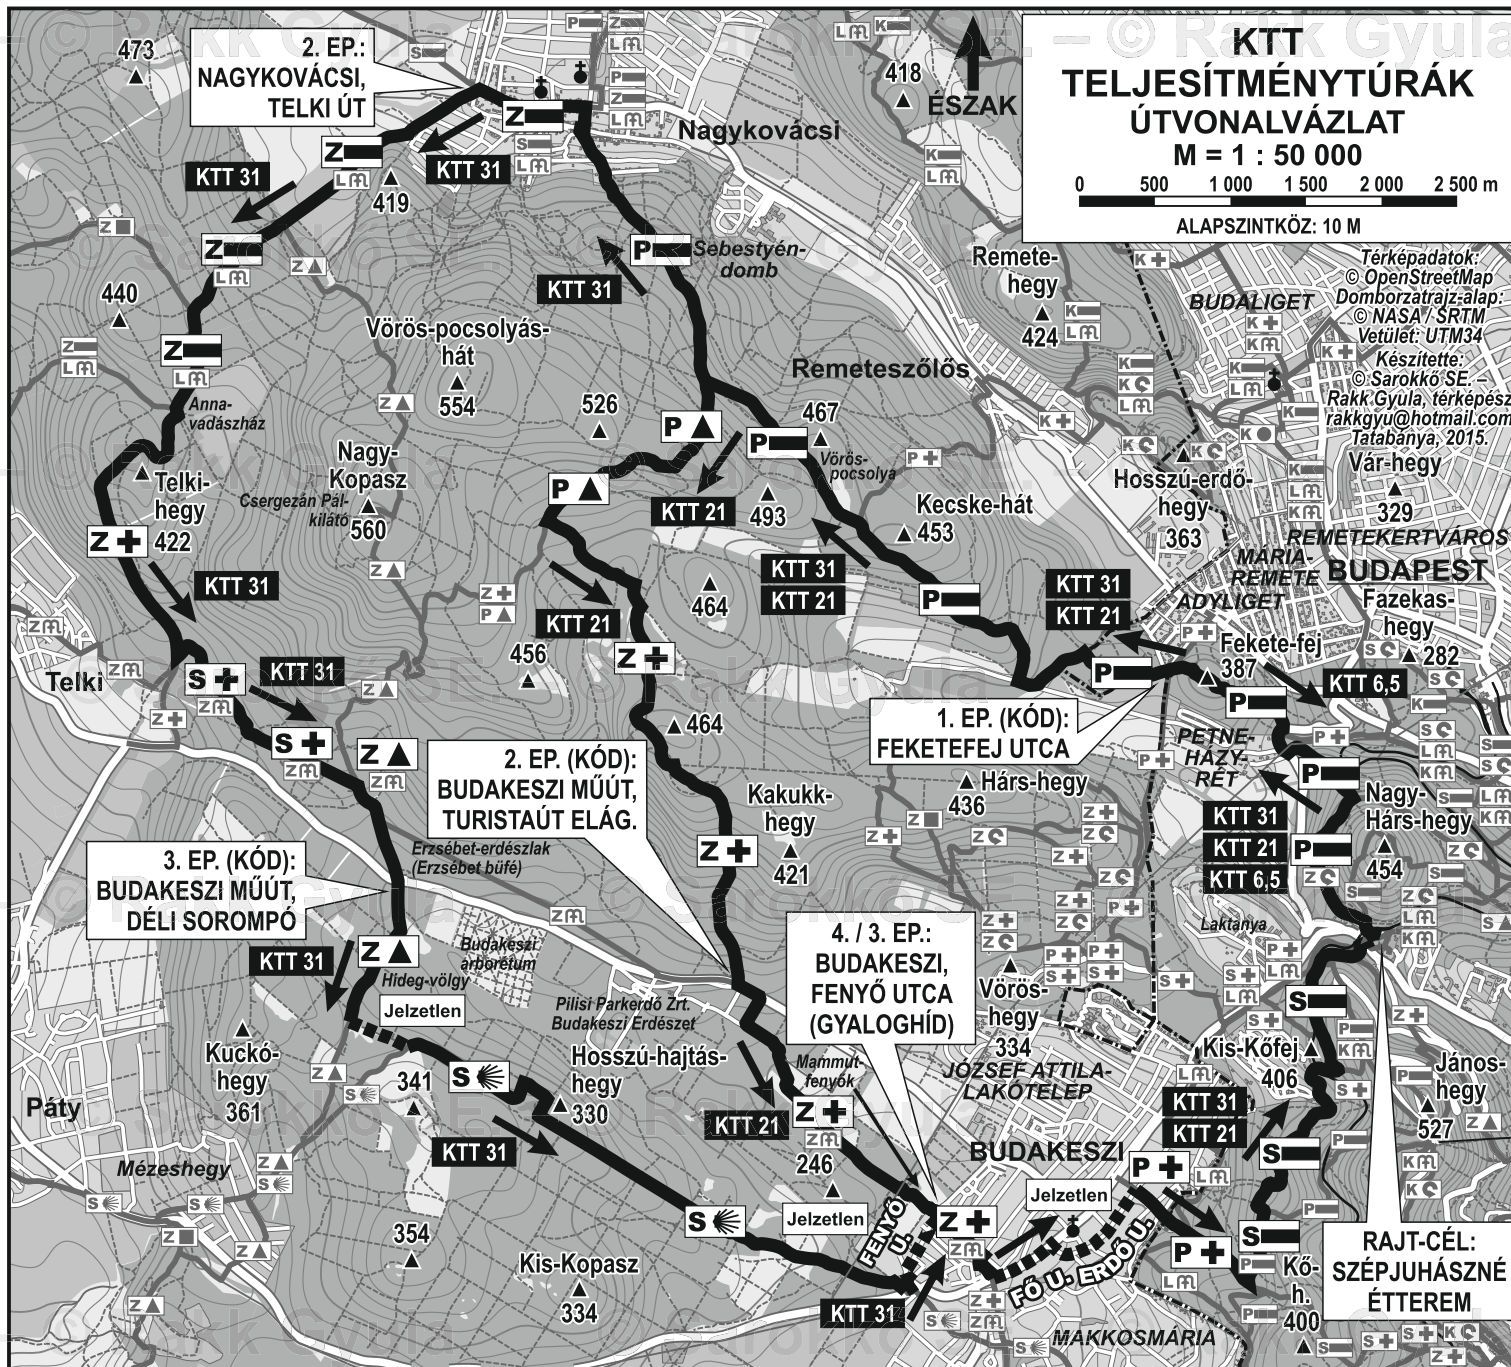 KTT
TELJESÍTMÉNYTÚRÁK
ÚTVONALVÁZLAT
M = 1 : 50 000
0 500 1 000 1 500 2 000 2 500 m
ALAPSZINTKÖZ: 10 M
ÉSZAK
Térképadatok:
© OpenStreetMap
Domborzatrajz-alap:
© NASA / SRTM
Vetület: UTM34
Készítette:
© Sarokkő SE. –
Rakk Gyula, térképész
rakkgyu@hotmail.com
Tatabánya, 2015.
2. EP.:
NAGYKOVÁCSI,
TELKI ÚT
473
418
Nagykovácsi
KTT 31
KTT 31
419
Sebestyén-
domb
KTT 31
Remete-
hegy
424
BUDALIGET
440
Vörös-pocsolyás-
hát
554
Remeteszőlős
526
467
Anna-
vadászház
Vörös-
pocsolya
Nagy-
Kopasz
560
Csergezán Pál-
kilátó
Telki-
hegy
422
KTT 21
493
Kecske-hát
453
Hosszú-erdő-
hegy
363
Vár-hegy
329
REMETEKERTVÁROS
MÁRIA-
REMETE
BUDAPEST
ADYLIGET
Fazekas-
hegy
282
KTT 31
KTT 21
KTT 31
KTT 21
KTT 31
464
KTT 21
456
Fekete-fej
387
KTT 6,5
Telki
KTT 31
464
1. EP. (KÓD):
FEKETEFEJ UTCA
PETNE-
HÁZY-
RÉT
2. EP. (KÓD):
BUDAKESZI MŰÚT,
TURISTAÚT ELÁG.
Hárs-hegy
436
Kakukk-
hegy
421
Nagy-
Hárs-hegy
454
KTT 31
KTT 21
KTT 6,5
Erzsébet-erdészlak
(Erzsébet büfé)
3. EP. (KÓD):
BUDAKESZI MŰÚT,
DÉLI SOROMPÓ
Laktanya
4. / 3. EP.:
BUDAKESZI,
FENYŐ UTCA
(GYALOGHÍD)
Budakeszi
arborétum
KTT 31
Hideg-völgy
Jelzetlen
Pilisi Parkerdő Zrt.
Budakeszi Erdészet
Vörös-
hegy
334
Kuckó-
hegy
361
341
Hosszú-hajtás-
hegy
330
Mammut-
fenyők
JÓZSEF ATTILA-
LAKÓTELEP
Kis-Kőfej
406
János-
hegy
527
Páty
KTT 31
KTT 21
KTT 31
KTT 21
Mézeshegy
246
BUDAKESZI
Jelzetlen
Jelzetlen
354
FENYŐ
U.
Kis-Kopasz
334
FŐ U.
ERDŐ U.
KTT 31
Kő-
h.
400
MAKKOSMÁRIA
RAJT-CÉL:
SZÉPJUHÁSZNÉ
ÉTTEREM